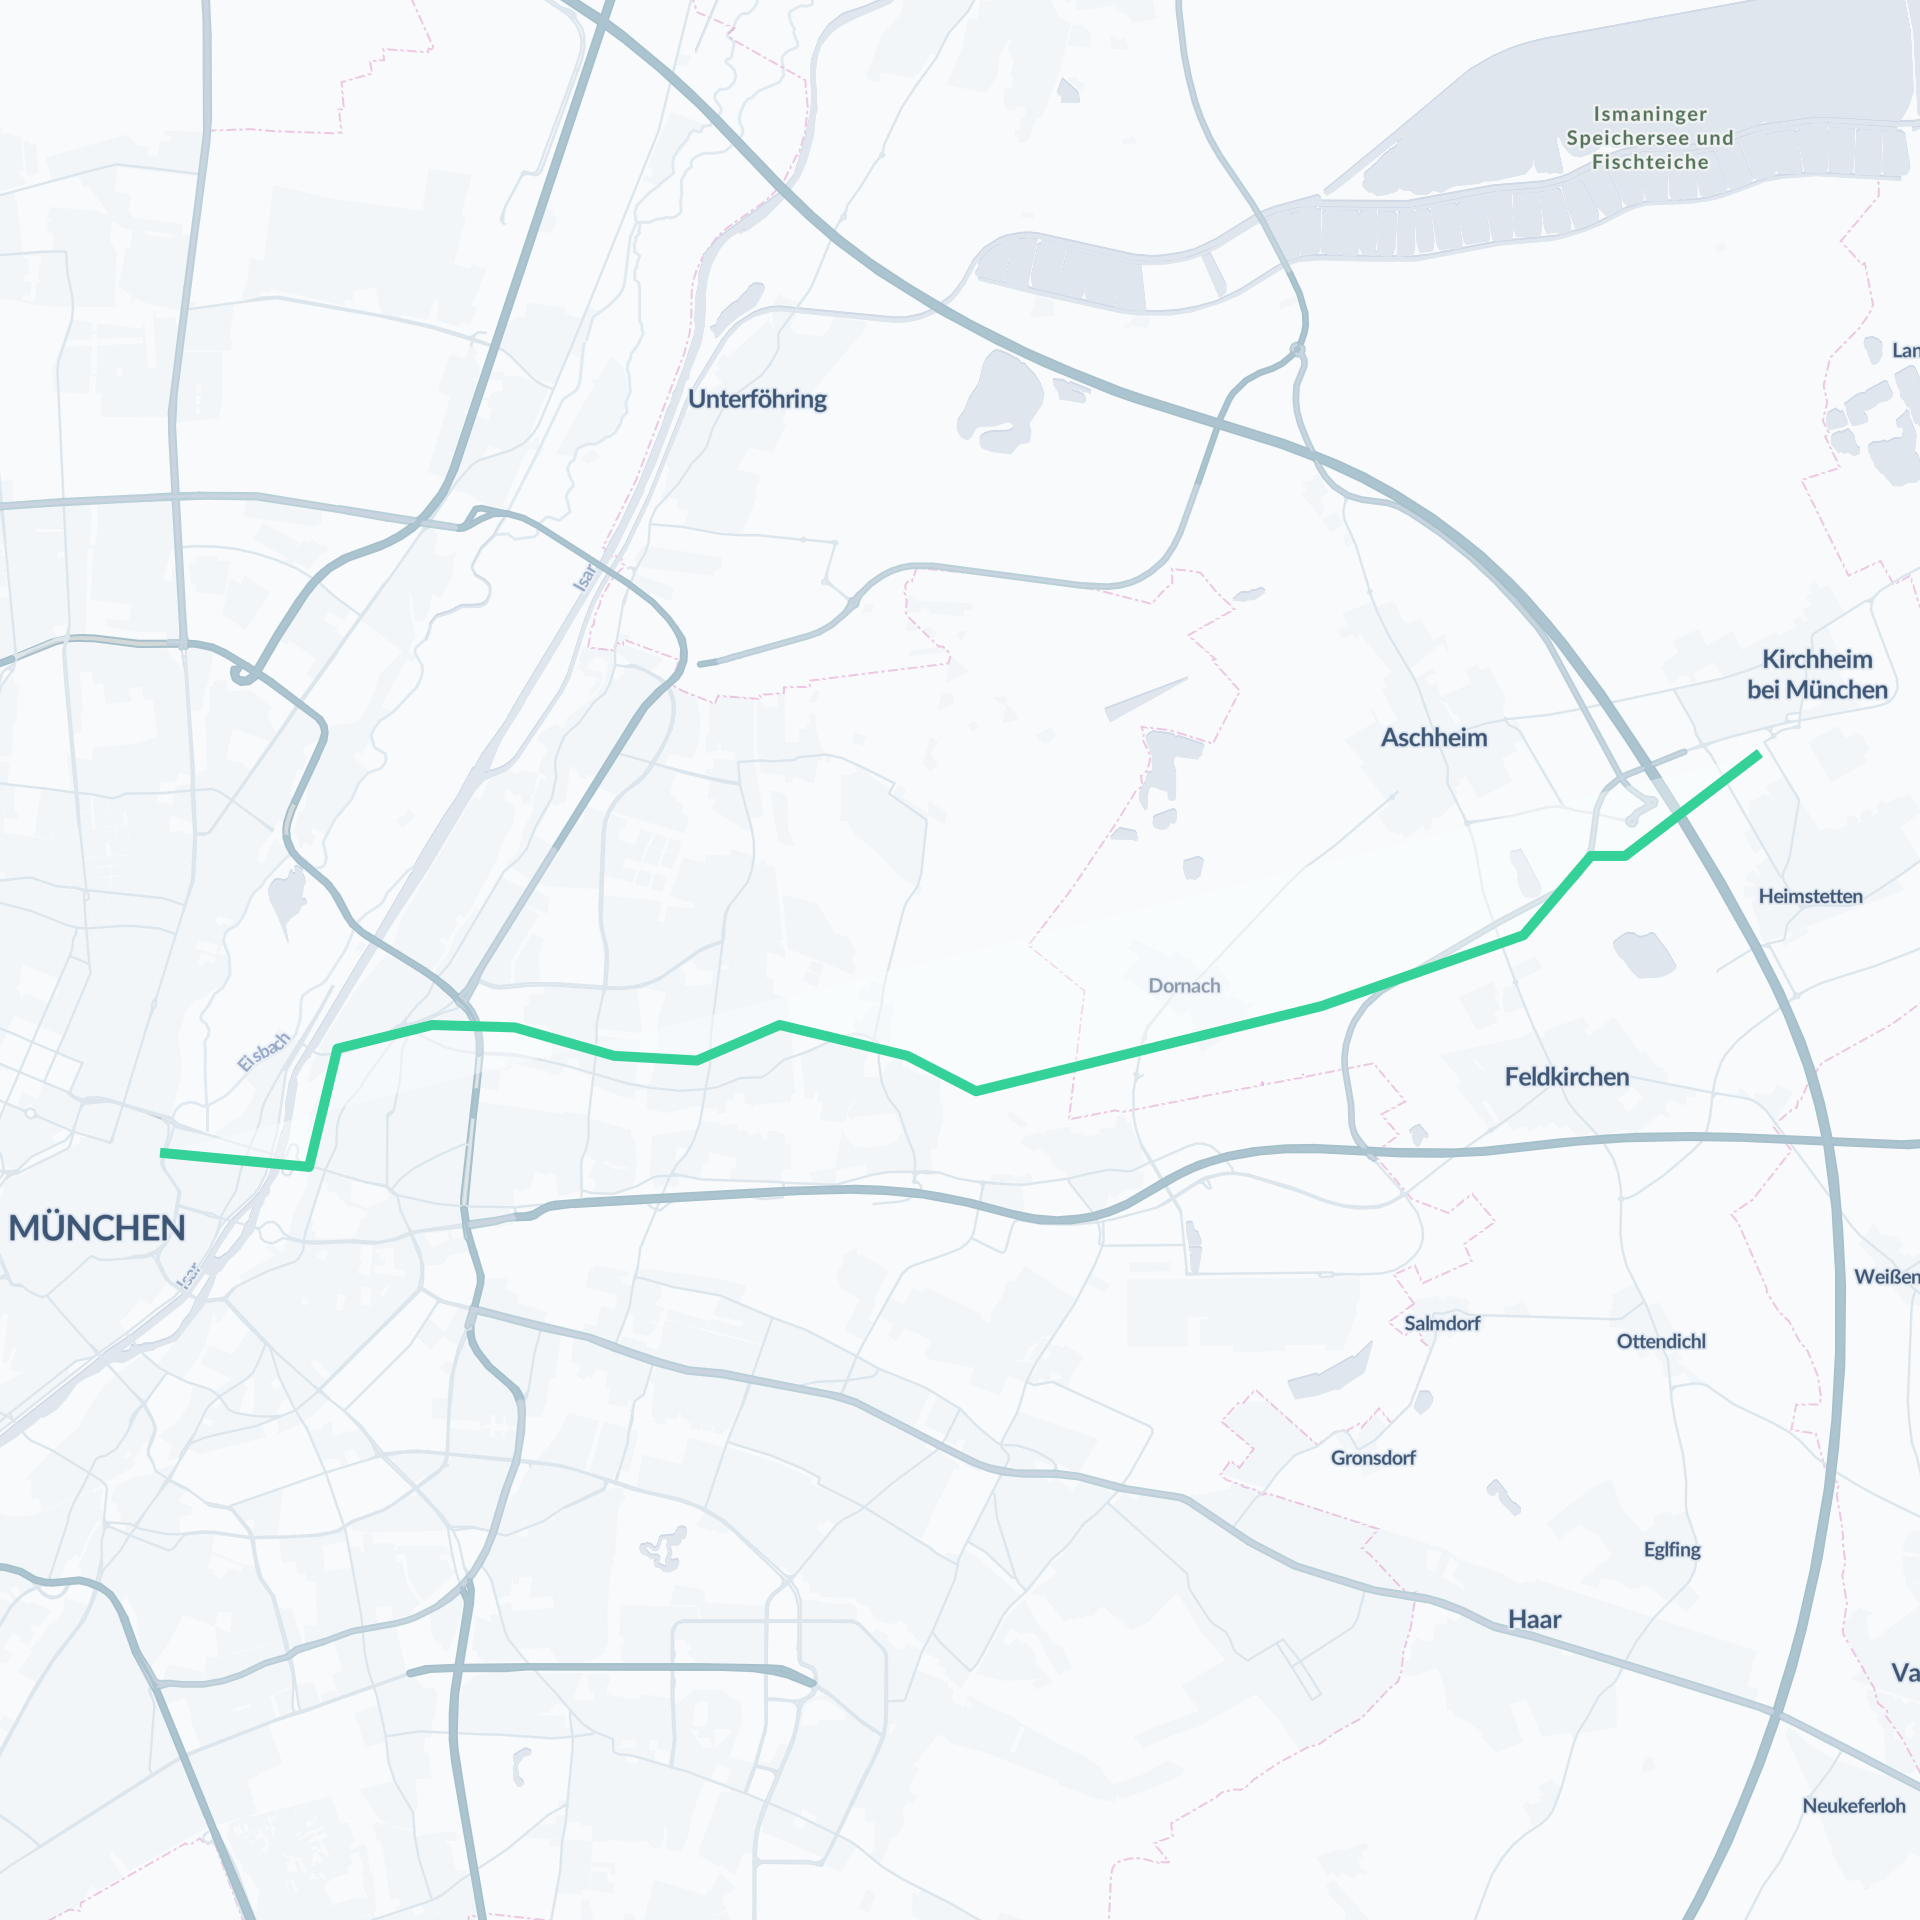 Ismaninger
Speichersee und
Fischteiche
Lan
Unterföhring
Isar
Kirchheim
bei München
Aschheim
Heimstetten
Dornach
Eisbach
Feldkirchen
MÜNCHEN
Isar
Weißen
Salmdorf
Ottendichl
Gronsdorf
Eglfing
Haar
Va
Neukeferloh